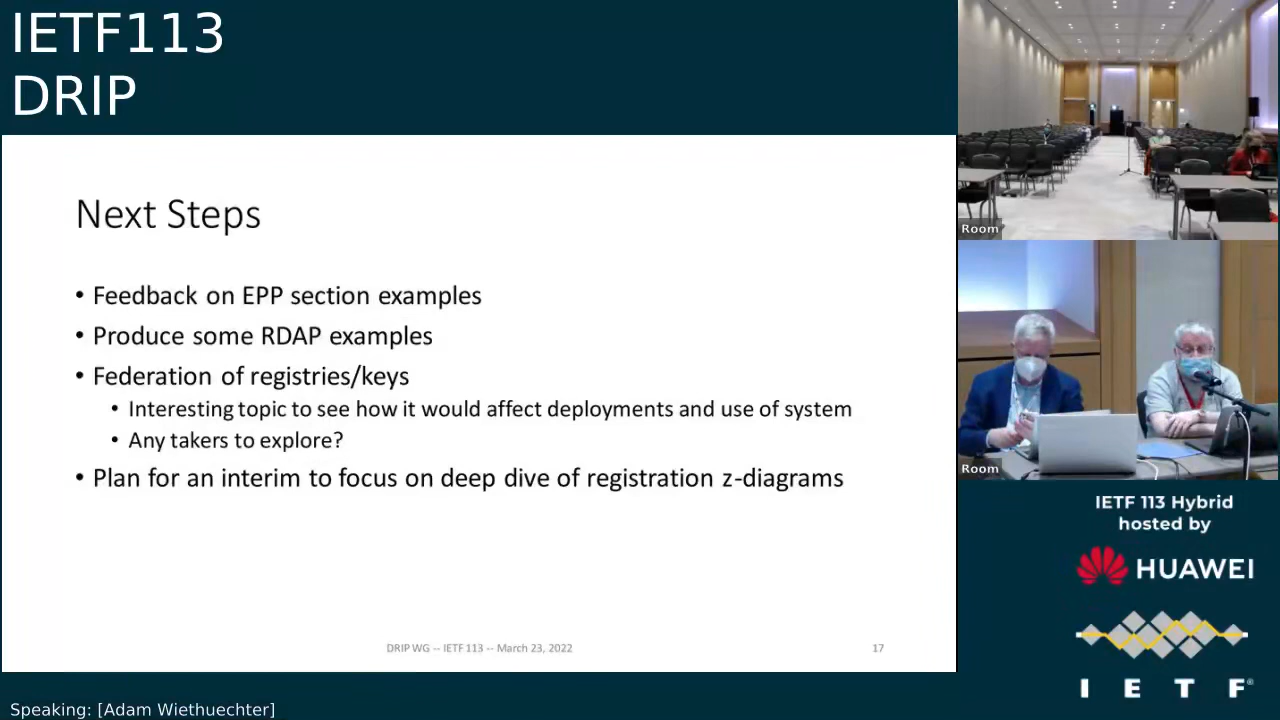 IETF113
DRIP
Next Steps
• Feedback on EPP section examples
• Produce some RDAP examples
• Federation of registries/keys
• Interesting topic to see how it would affect deployments and use of system
• Any takers to explore?
• Plan for an interim to focus on deep dive of registration z-diagrams
DRIP WG -- IETF 113 -- March 23, 2022
17
Room
Room
IETF 113 Hybrid
hosted by
HUAWEI
I E T F®
Speaking: [Adam Wiethuechter]